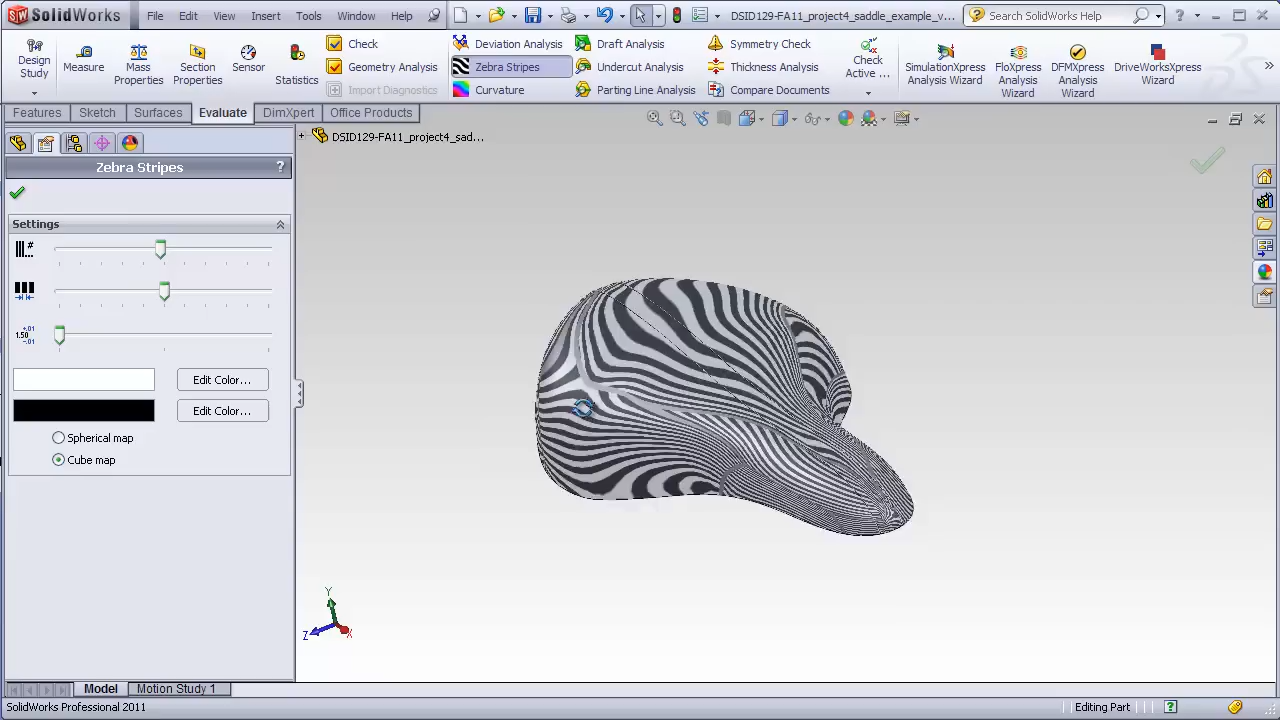 SolidWorks File Edit View Insert Tools Window Help DSID129-FA11_project4_saddle_example_v... Search SolidWorks Help
Design Study
Measure
Mass Properties
Section Properties
Sensor
Statistics
Check
Geometry Analysis
Import Diagnostics
Deviation Analysis
Zebra Stripes
Curvature
Draft Analysis
Undercut Analysis
Parting Line Analysis
Symmetry Check
Thickness Analysis
Compare Documents
Check Active ...
SimulationXpress Analysis Wizard
FloXpress Analysis Wizard
DFMXpress Analysis Wizard
DriveWorksXpress Wizard
Features Sketch Surfaces Evaluate DimXpert Office Products
DSID129-FA11_project4_sad...
Zebra Stripes ?
Settings
Edit Color...
Edit Color...
Spherical map
Cube map
Y
Z X
Model Motion Study 1
SolidWorks Professional 2011 Editing Part